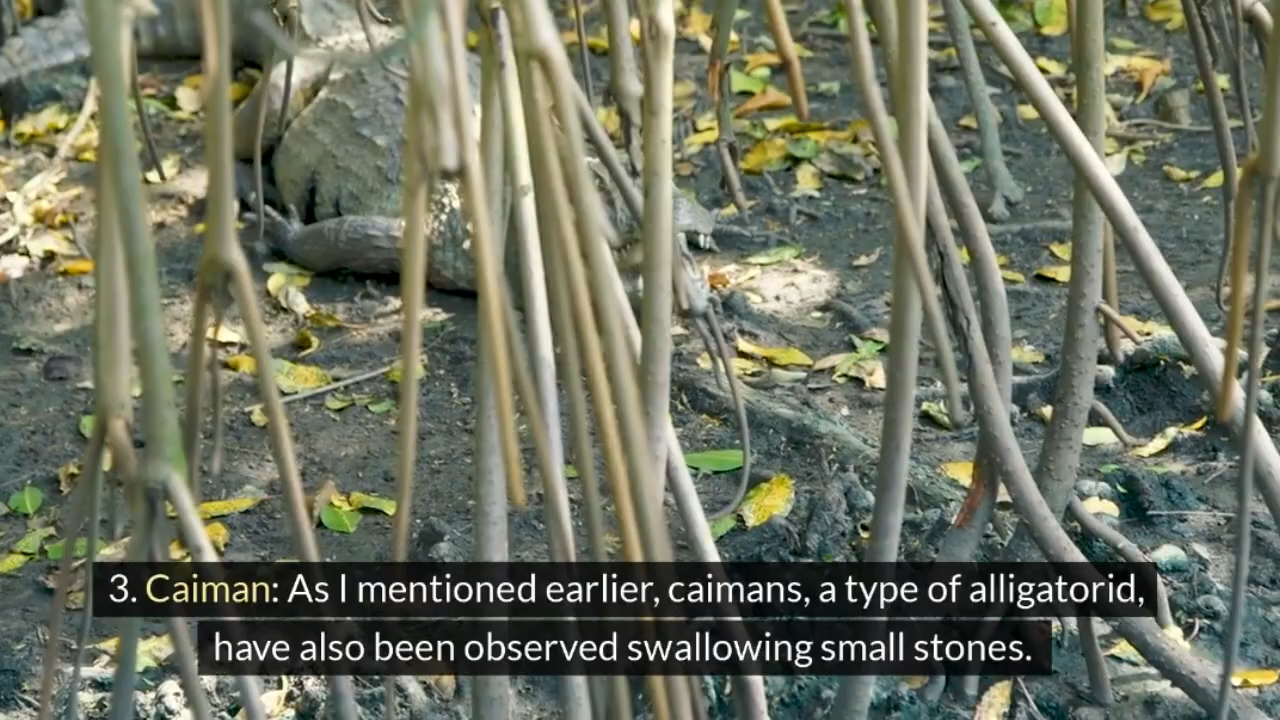 3. Caiman: As I mentioned earlier, caimans, a type of alligatorid,
have also been observed swallowing small stones.